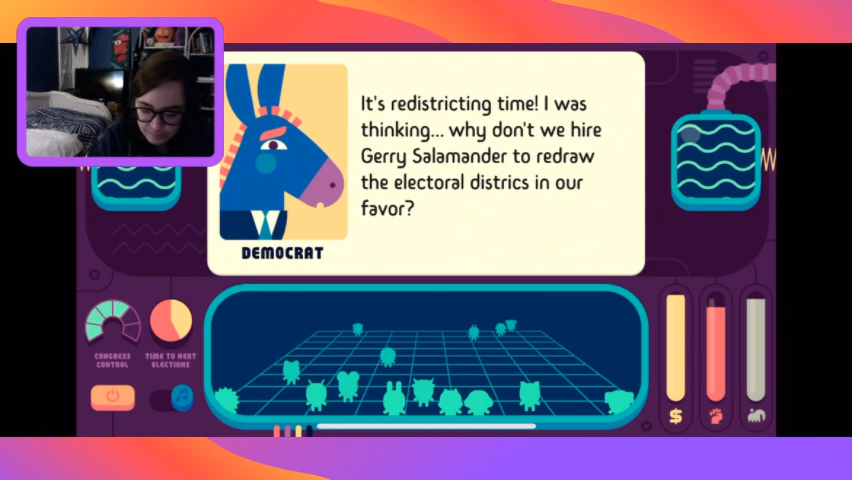 It's redistricting time! I was
thinking... why don't we hire
Gerry Salamander to redraw
the electoral districs in our
favor?
DEMOCRAT
CONGRESS
CONTROL
TIME TO NEXT
ELECTIONS
$